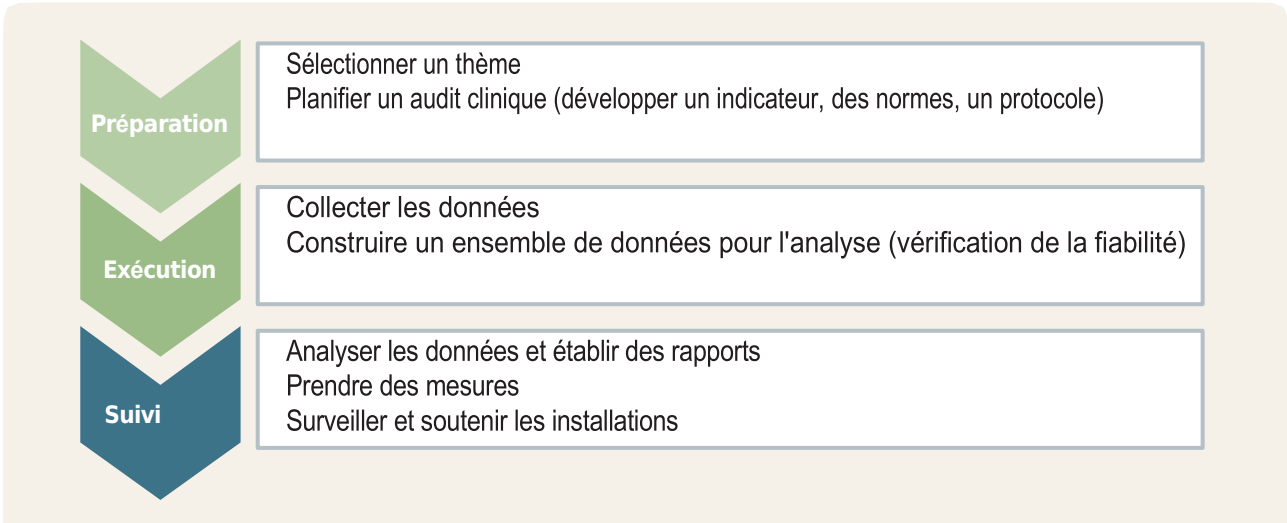 Préparation
Sélectionner un thème
Planifier un audit clinique (développer un indicateur, des normes, un protocole)
Exécution
Collecter les données
Construire un ensemble de données pour l'analyse (vérification de la fiabilité)
Suivi
Analyser les données et établir des rapports
Prendre des mesures
Surveiller et soutenir les installations